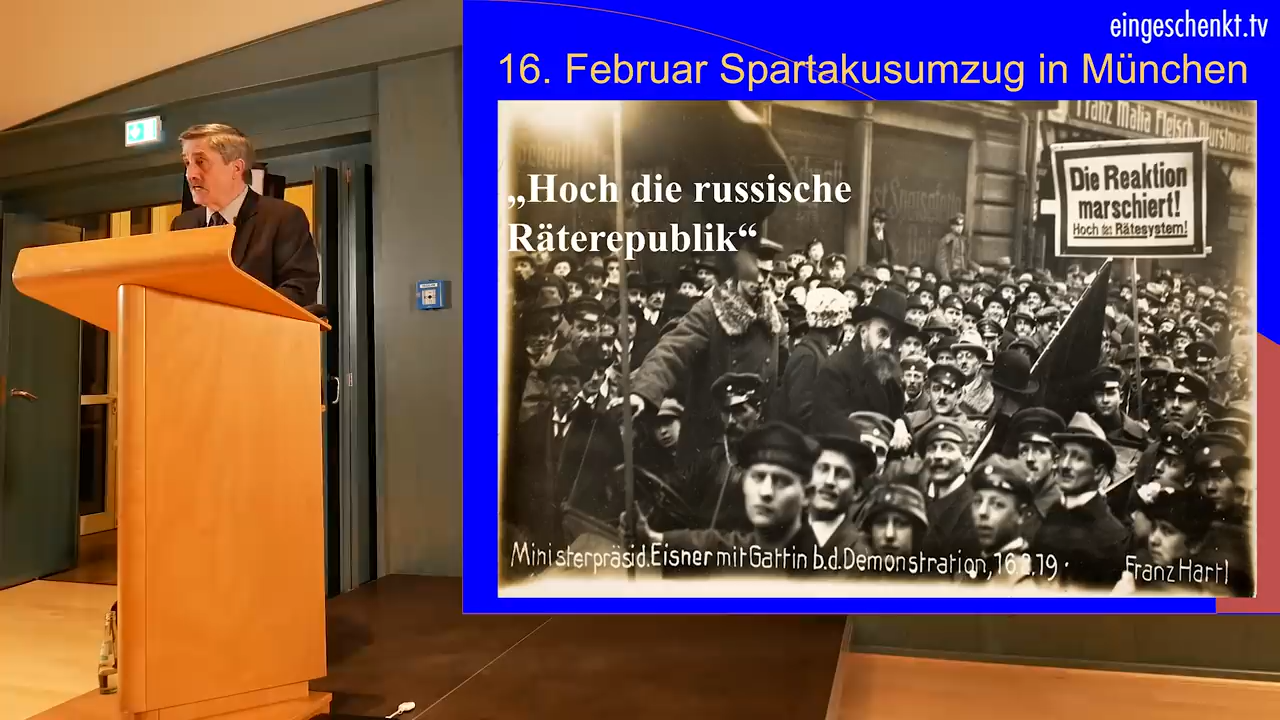 eingeschenkt.tv
16. Februar Spartakusumzug in München
„Hoch die russische
Räterepublik“
Franz Malia Fleisch Wurstware
Die Reaktion
marschiert!
Hoch das Rätesystem!
Ministerpräsid. Eisner mit Gattin b. d. Demonstration, 16.2.19.
Franz Hartl